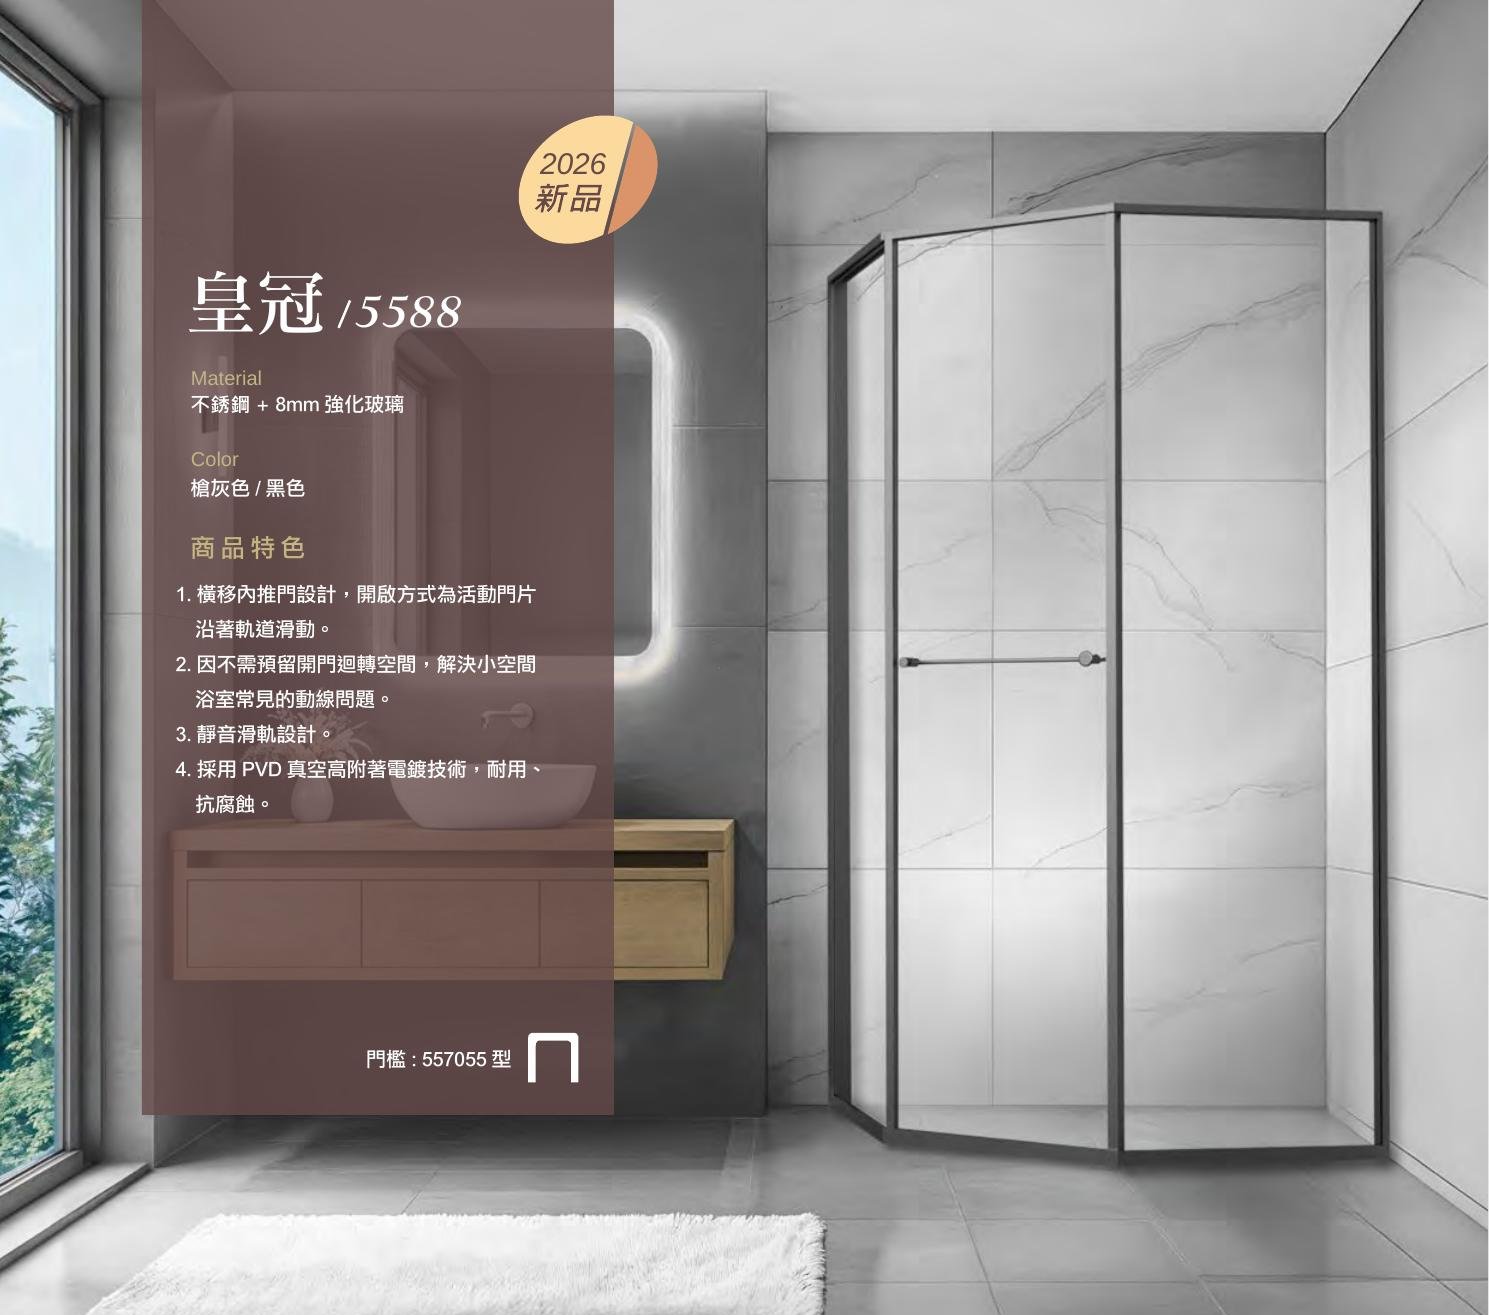 2026
新品
皇冠 /5588
Material
不銹鋼 + 8mm 強化玻璃
Color
槍灰色 / 黑色
商品特色
1. 橫移內推門設計，開啟方式為活動門片
沿著軌道滑動。
2. 因不需預留開門迴轉空間，解決小空間
浴室常見的動線問題。
3. 靜音滑軌設計。
4. 採用 PVD 真空高附著電鍍技術，耐用、
抗腐蝕。
門檻 : 557055 型